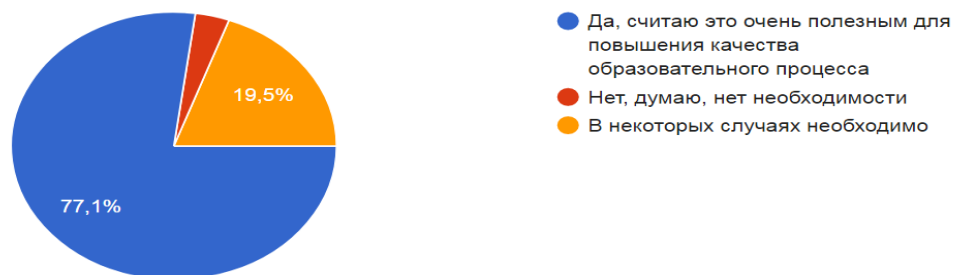 Да, считаю это очень полезным для
повышения качества
образовательного процесса
Нет, думаю, нет необходимости
В некоторых случаях необходимо
19,5%
77,1%